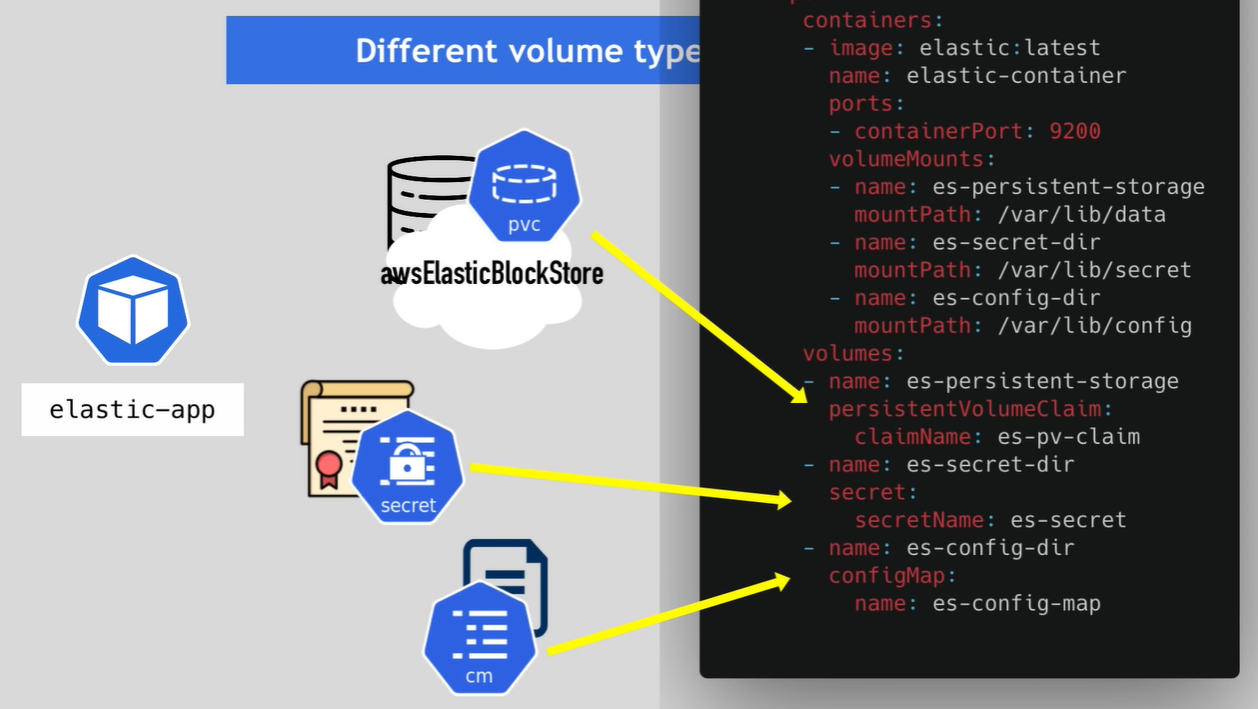 Different volume type
pvc
awsElasticBlockStore
elastic-app
secret
cm
containers:
- image: elastic:latest
name: elastic-container
ports:
- containerPort: 9200
volumeMounts:
- name: es-persistent-storage
mountPath: /var/lib/data
- name: es-secret-dir
mountPath: /var/lib/secret
- name: es-config-dir
mountPath: /var/lib/config
volumes:
- name: es-persistent-storage
persistentVolumeClaim:
claimName: es-pv-claim
- name: es-secret-dir
secret:
secretName: es-secret
- name: es-config-dir
configMap:
name: es-config-map